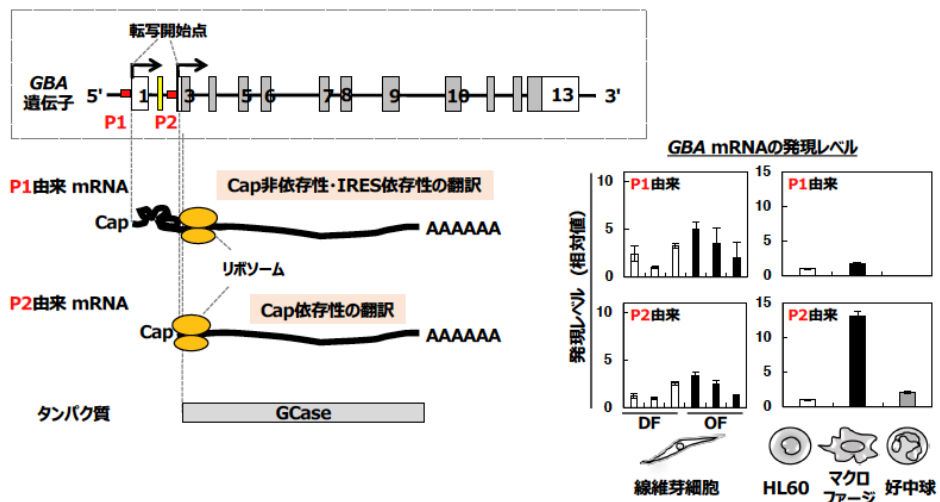 転写開始点
GBA
遺伝子
5'
1
3
5
6
7
8
9
10
13
3'
P1
P2
P1由来 mRNA
Cap非依存性・IRES依存性の翻訳
Cap
AAAAAA
リボソーム
P2由来 mRNA
Cap依存性の翻訳
Cap
AAAAAA
タンパク質
GCase
GBA mRNAの発現レベル
発現レベル (相対値)
10
5
0
P1由来
15
10
5
0
P1由来
10
5
0
P2由来
15
10
5
0
P2由来
DF
OF
線維芽細胞
HL60
マクロ
ファージ
好中球